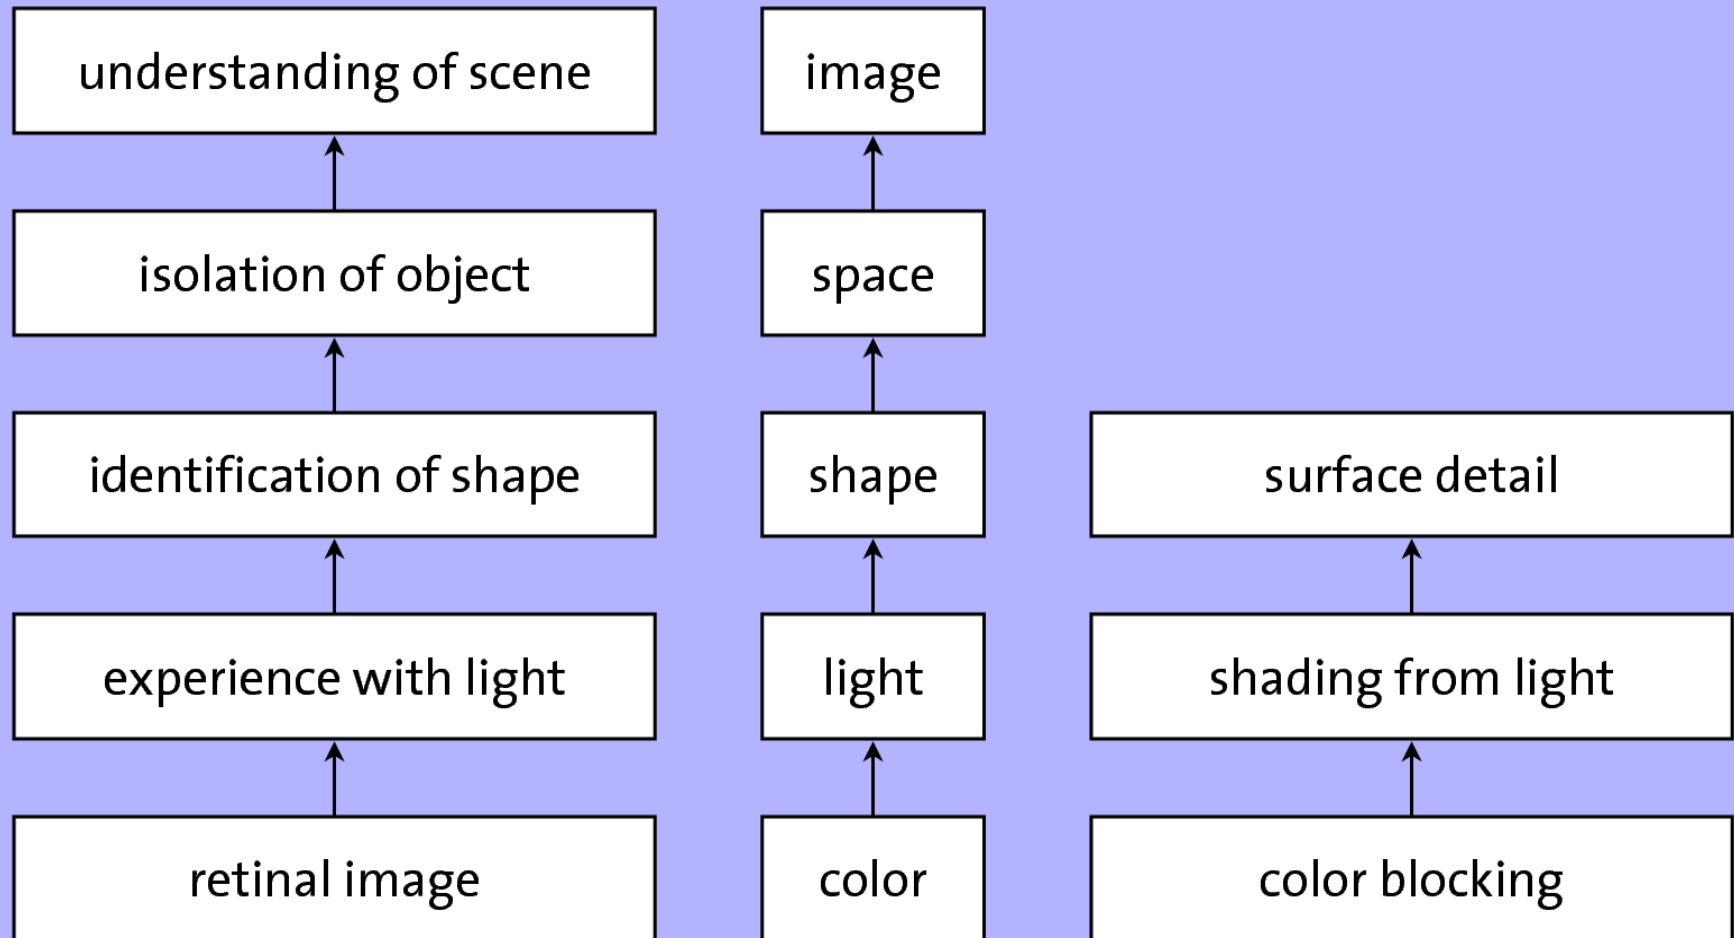 understanding of scene
image
isolation of object
space
identification of shape
shape
surface detail
experience with light
light
shading from light
retinal image
color
color blocking